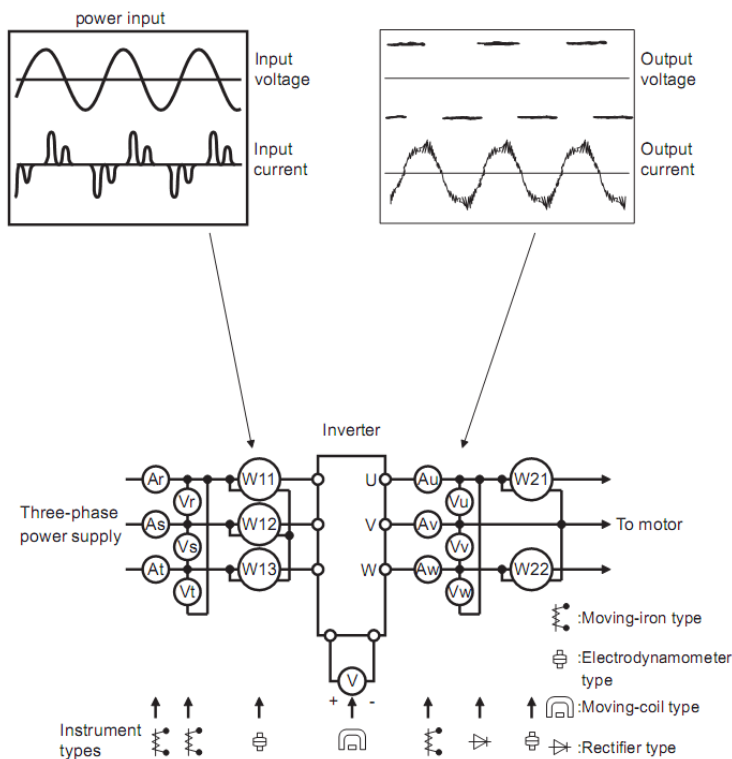 power input
Input
voltage
Input
current
Output
voltage
Output
current
Inverter
Three-phase
power supply
Ar
As
At
Vr
Vs
Vt
W11
W12
W13
U
V
W
Au
Av
Aw
Vu
Vv
Vw
W21
W22
To motor
V
+ -
:Moving-iron type
:Electrodynamometer
type
:Moving-coil type
:Rectifier type
Instrument
types